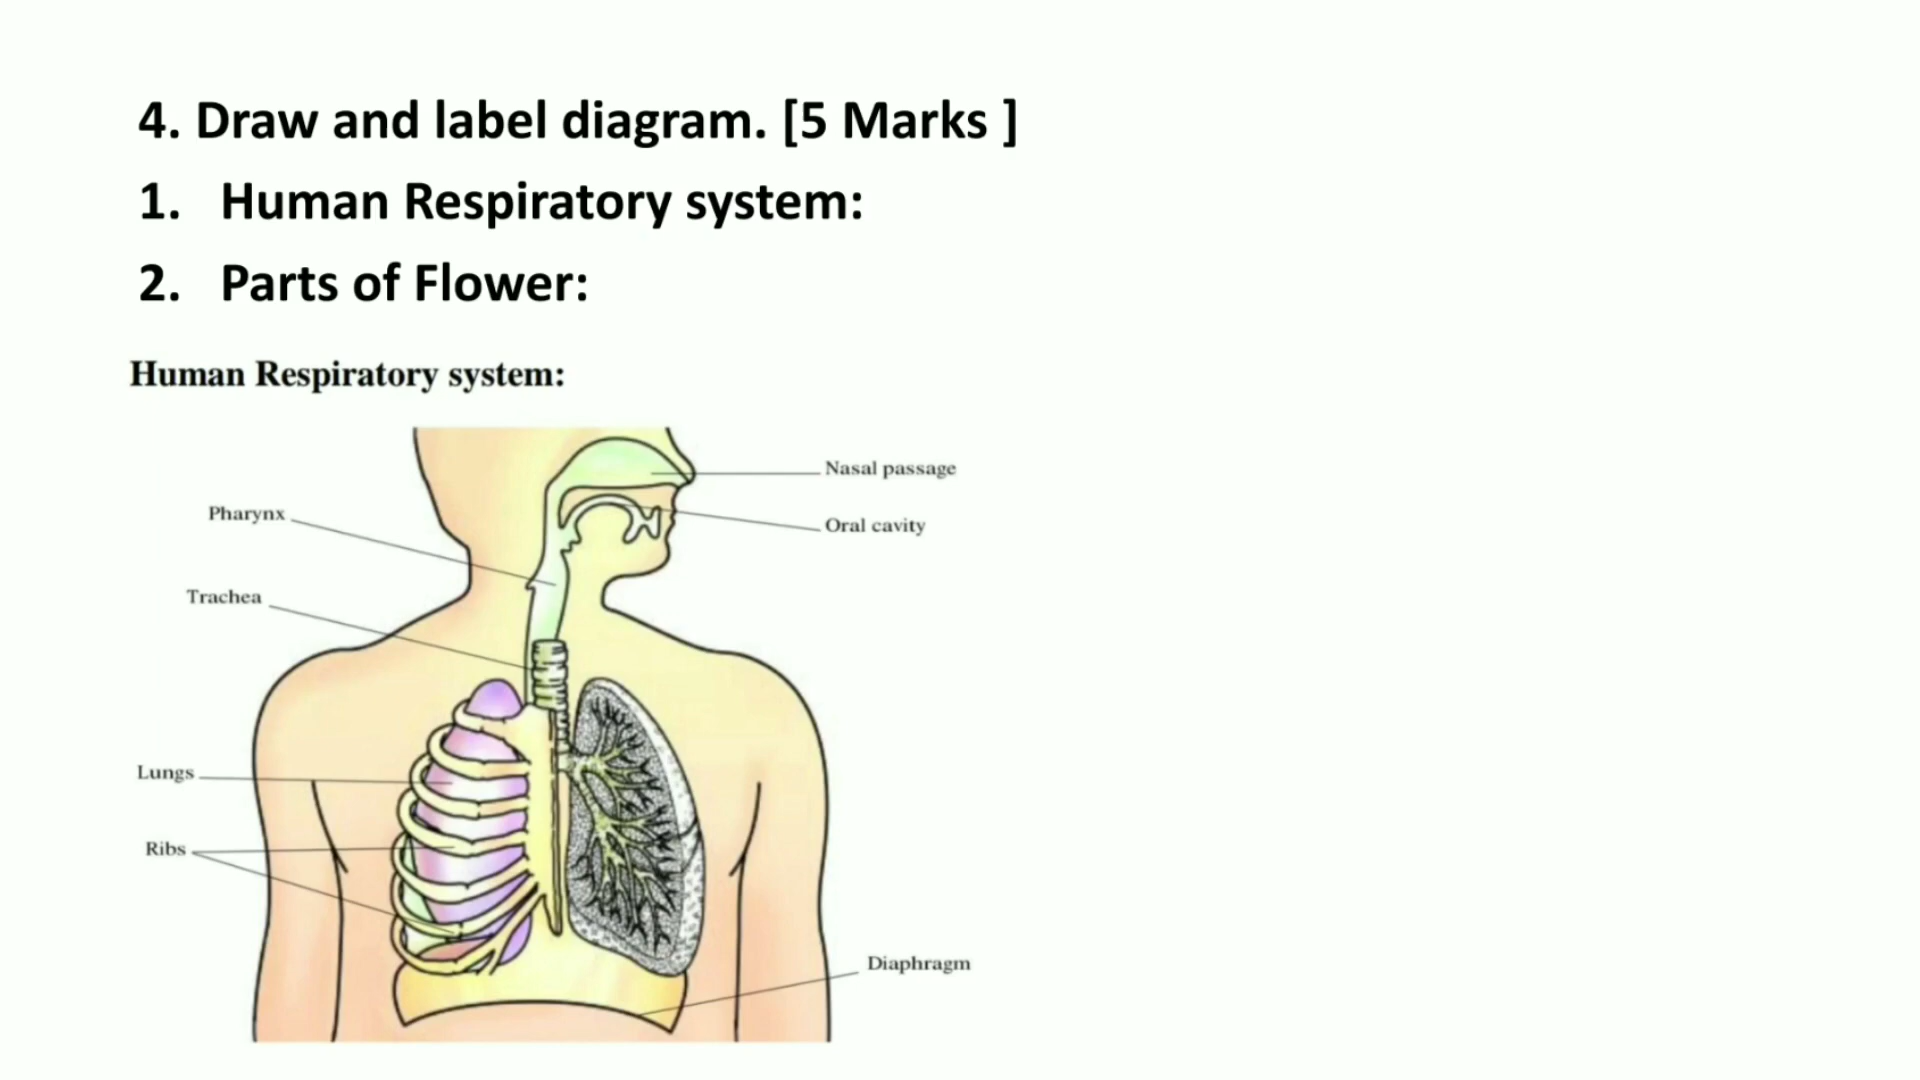 4. Draw and label diagram. [5 Marks ]
1. Human Respiratory system:
2. Parts of Flower:
Human Respiratory system:
Nasal passage
Pharynx
Oral cavity
Trachea
Lungs
Ribs
Diaphragm